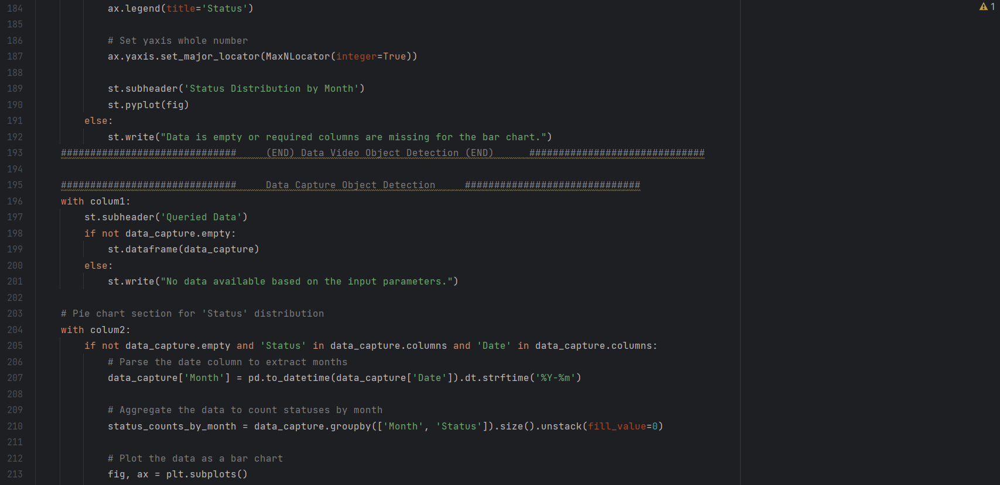 ⚠ 1
184 ax.legend(title='Status')
185
186 # Set yaxis whole number
187 ax.yaxis.set_major_locator(MaxNLocator(integer=True))
188
189 st.subheader('Status Distribution by Month')
190 st.pyplot(fig)
191 else:
192 st.write("Data is empty or required columns are missing for the bar chart.")
193 ############################## (END) Data Video Object Detection (END) ##############################
194
195 ############################## Data Capture Object Detection ##############################
196 with colum1:
197 st.subheader('Queried Data')
198 if not data_capture.empty:
199 st.dataframe(data_capture)
200 else:
201 st.write("No data available based on the input parameters.")
202
203 # Pie chart section for 'Status' distribution
204 with colum2:
205 if not data_capture.empty and 'Status' in data_capture.columns and 'Date' in data_capture.columns:
206 # Parse the date column to extract months
207 data_capture['Month'] = pd.to_datetime(data_capture['Date']).dt.strftime('%Y-%m')
208
209 # Aggregate the data to count statuses by month
210 status_counts_by_month = data_capture.groupby(['Month', 'Status']).size().unstack(fill_value=0)
211
212 # Plot the data as a bar chart
213 fig, ax = plt.subplots()